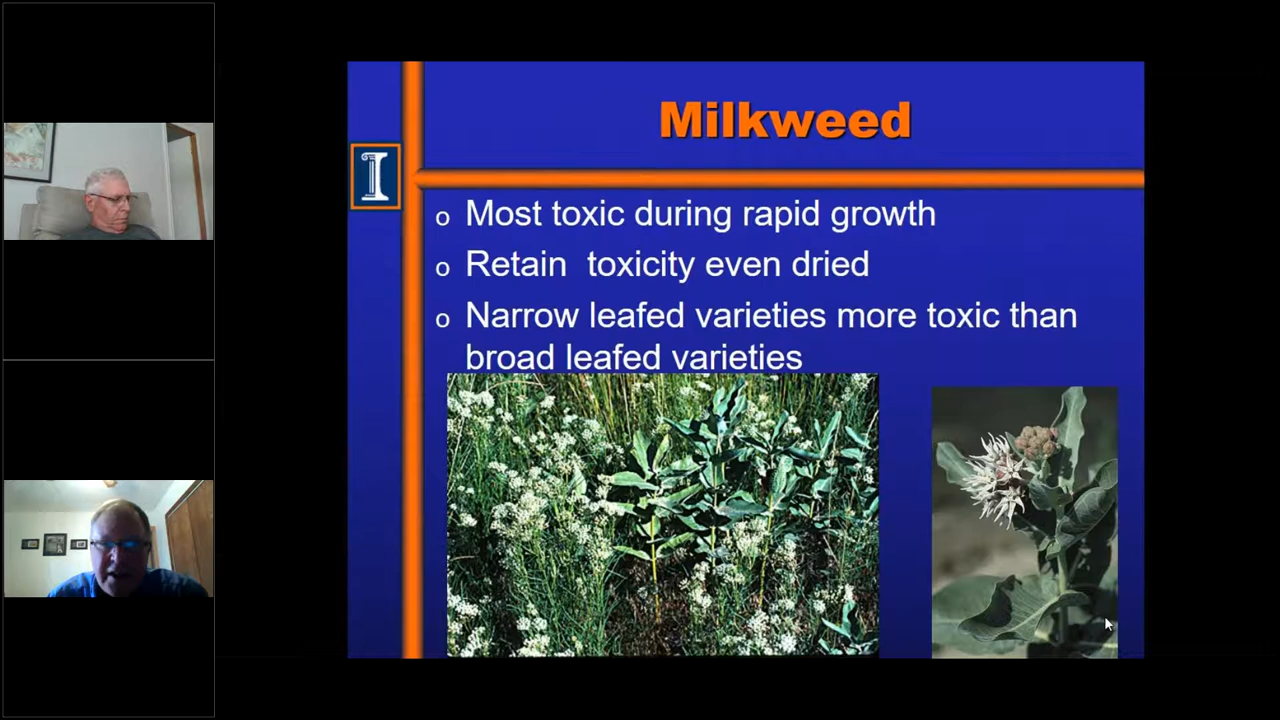 Milkweed
I
o Most toxic during rapid growth
o Retain  toxicity even dried
o Narrow leafed varieties more toxic than
broad leafed varieties